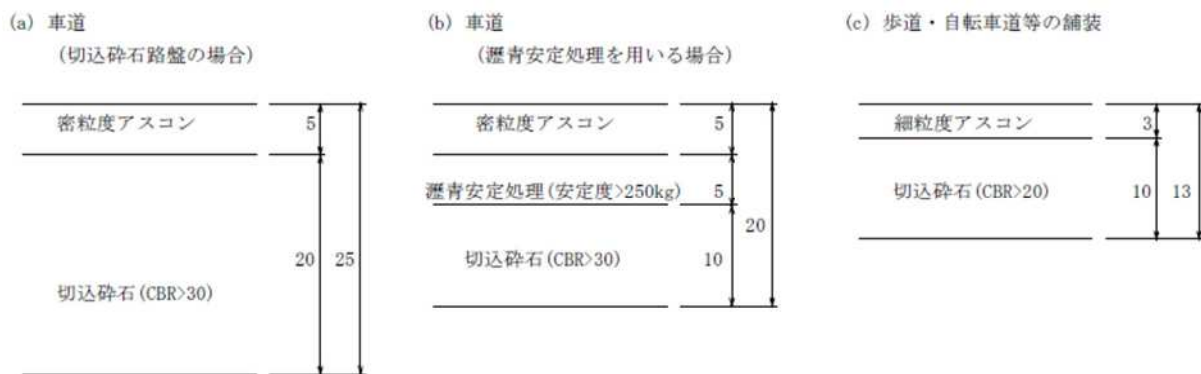 (a) 車道
(切込砕石路盤の場合)
密粒度アスコン 5
20 25
切込砕石(CBR>30)
(b) 車道
(瀝青安定処理を用いる場合)
密粒度アスコン 5
瀝青安定処理(安定度>250kg) 5
20
切込砕石(CBR>30) 10
(c) 歩道・自転車道等の舗装
細粒度アスコン 3
切込砕石(CBR>20) 10 13